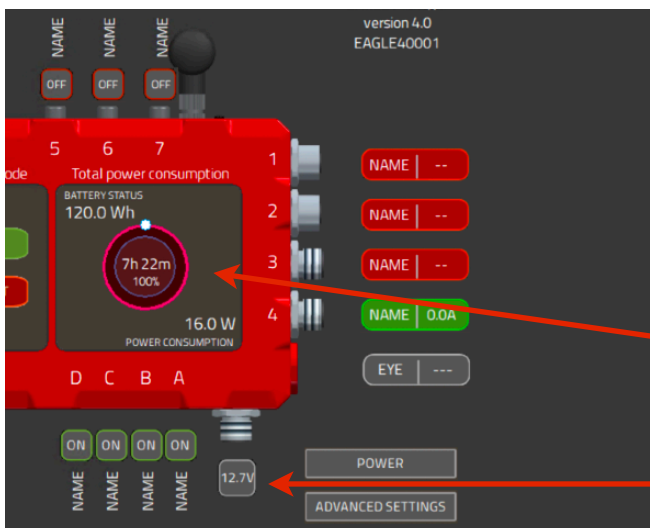 version 4.0
EAGLE40001
NAME
NAME
NAME
OFF
OFF
OFF
5
6
7
ode
Total power consumption
1
NAME --
BATTERY STATUS
120.0 Wh
2
NAME --
7h 22m
100%
3
NAME --
16.0 W
POWER CONSUMPTION
4
NAME 0.0A
EYE ---
D
C
B
A
ON
ON
ON
ON
NAME
NAME
NAME
NAME
12.7V
POWER
ADVANCED SETTINGS